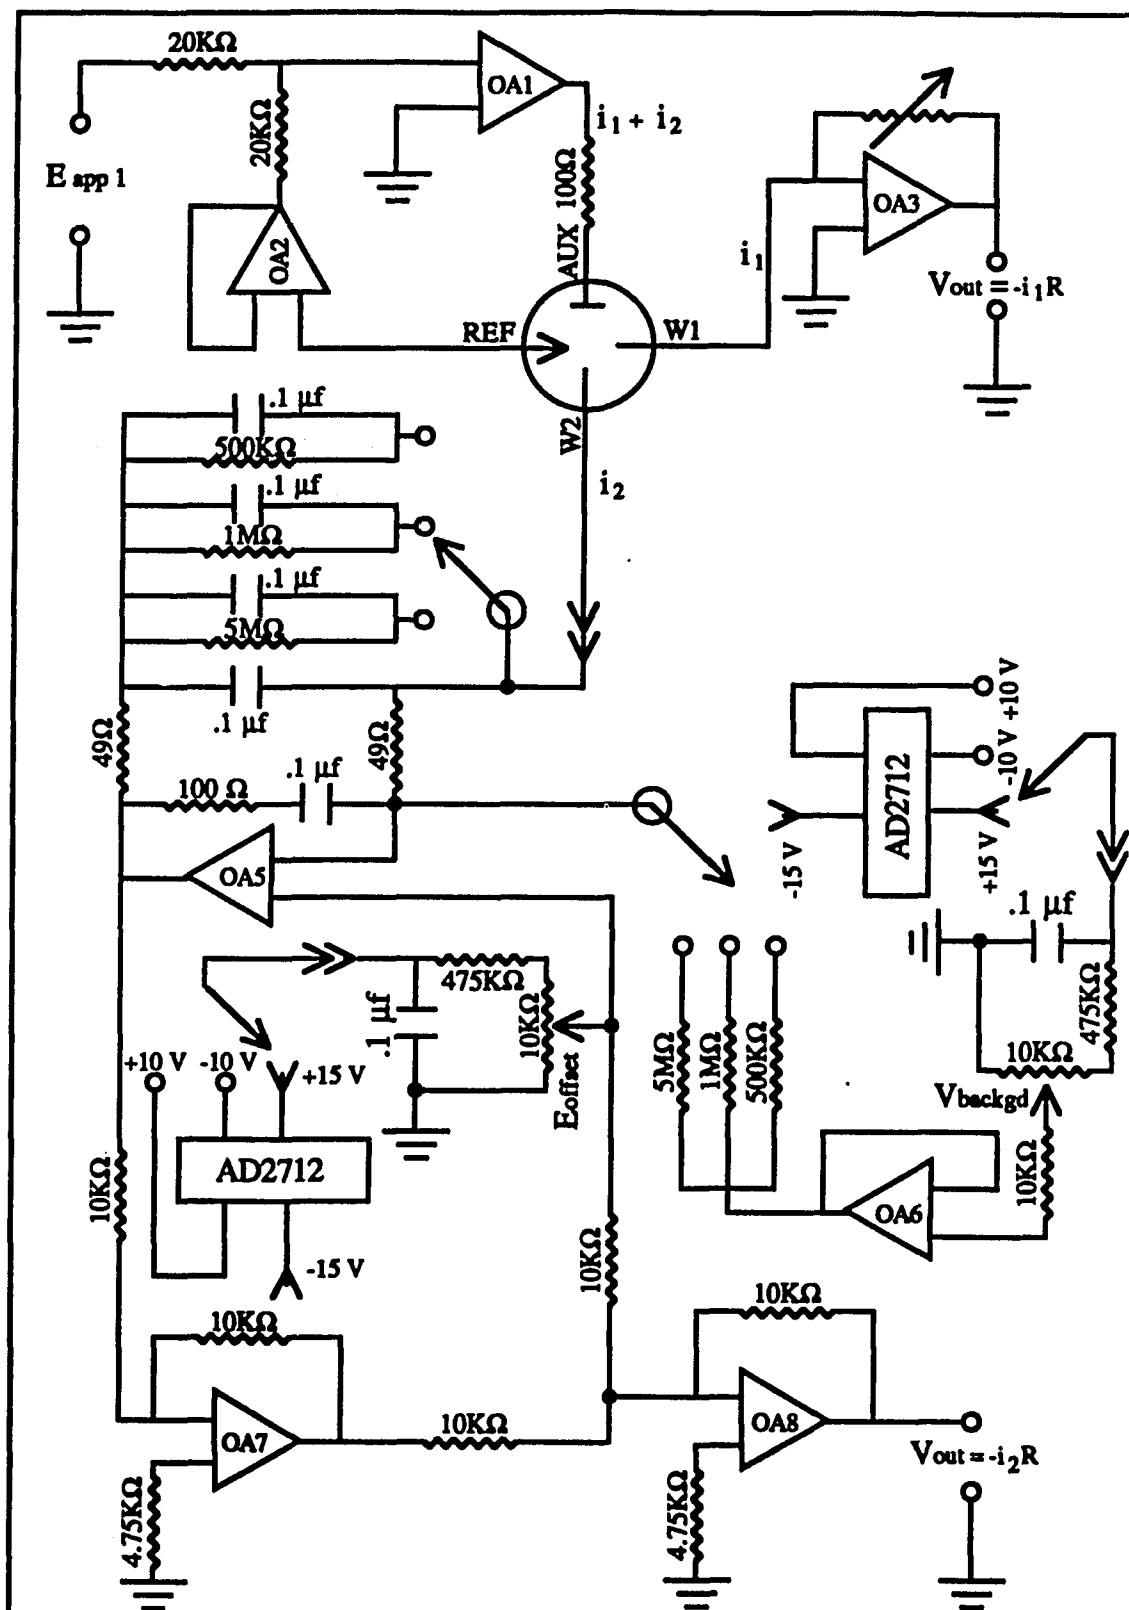 20KΩ
OA1
i1 + i2
20KΩ
E app 1
100Ω
OA3
OA2
AUX
i1
Vout = -i1R
REF
W1
.1 µf
W2
500KΩ
.1 µf
i2
1MΩ
.1 µf
5MΩ
.1 µf
49Ω
49Ω
+10 V
-10 V
.1 µf
100 Ω
AD2712
-15 V
+15 V
OA5
.1 µf
475KΩ
475KΩ
.1 µf
10KΩ
10KΩ
5MΩ
1MΩ
500KΩ
+10 V
-10 V
+15 V
Vbackgd
Eoffset
AD2712
10KΩ
10KΩ
OA6
-15 V
10KΩ
10KΩ
10KΩ
OA7
10KΩ
OA8
Vout = -i2R
4.75KΩ
4.75KΩ